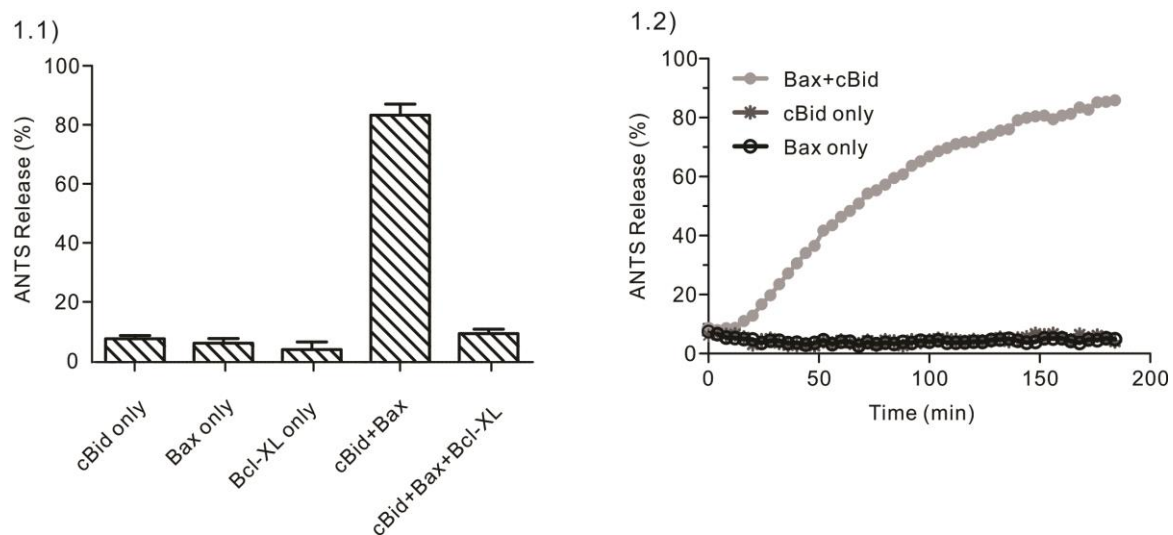 1.1)
ANTS Release (%)
100
80
60
40
20
0
cBid only
Bax only
Bcl-XL only
cBid+Bax
cBid+Bax+Bcl-XL
1.2)
ANTS Release (%)
100
80
60
40
20
0
Bax+cBid
cBid only
Bax only
0
50
100
150
200
Time (min)